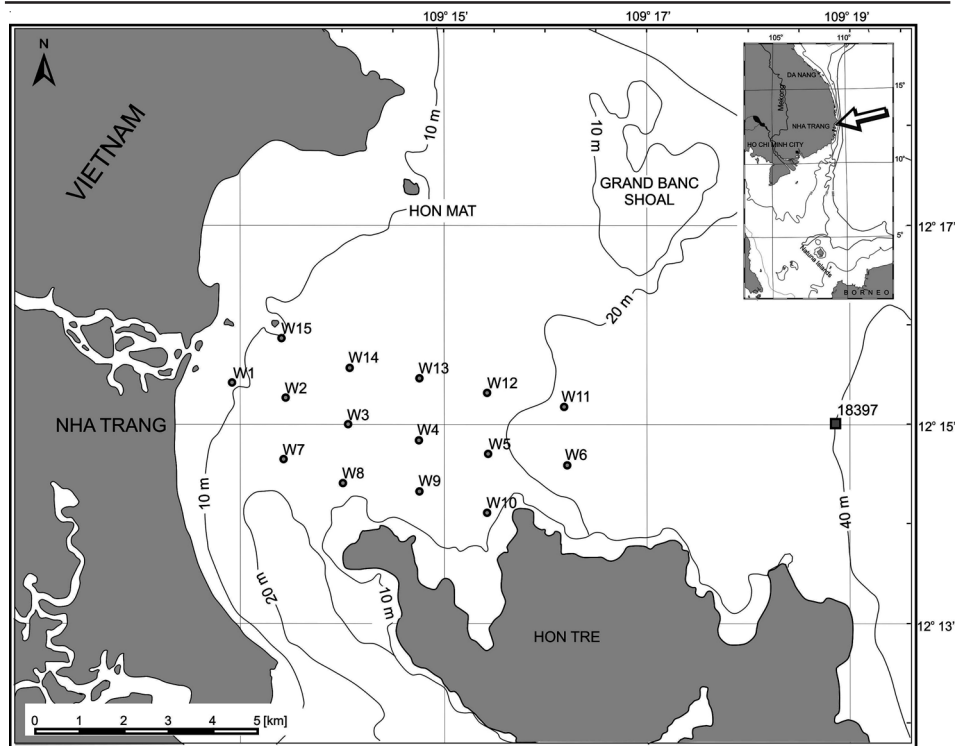 109° 15'
109° 17'
109° 19'
N
VIETNAM
10 m
10 m
GRAND BANC
SHOAL
HON MAT
105°
110°
DA NANG
15°
Mekong
NHA TRANG
HO CHI MINH CITY
10°
5°
Natuna Islands
BORNEO
12° 17'
20 m
W15
W14
W13
W1
W2
W12
W11
18397
NHA TRANG
W3
W4
12° 15'
W5
W6
W7
W8
W9
W10
10 m
40 m
20 m
10 m
HON TRE
12° 13'
0 1 2 3 4 5 [km]